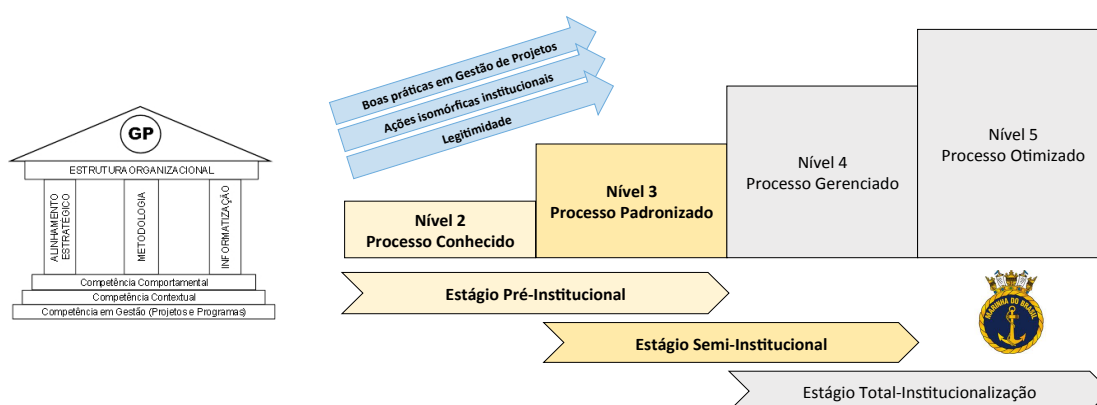 GP
ESTRUTURA ORGANIZACIONAL
ALINHAMENTO
ESTRATÉGICO
METODOLOGIA
INFORMATIZAÇÃO
Competência Comportamental
Competência Contextual
Competência em Gestão (Projetos e Programas)
Boas práticas em Gestão de Projetos
Ações isomórficas institucionais
Legitimidade
Nível 2
Processo Conhecido
Nível 3
Processo Padronizado
Nível 4
Processo Gerenciado
Nível 5
Processo Otimizado
Estágio Pré-Institucional
Estágio Semi-Institucional
Estágio Total-Institucionalização
MARINHA DO BRASIL